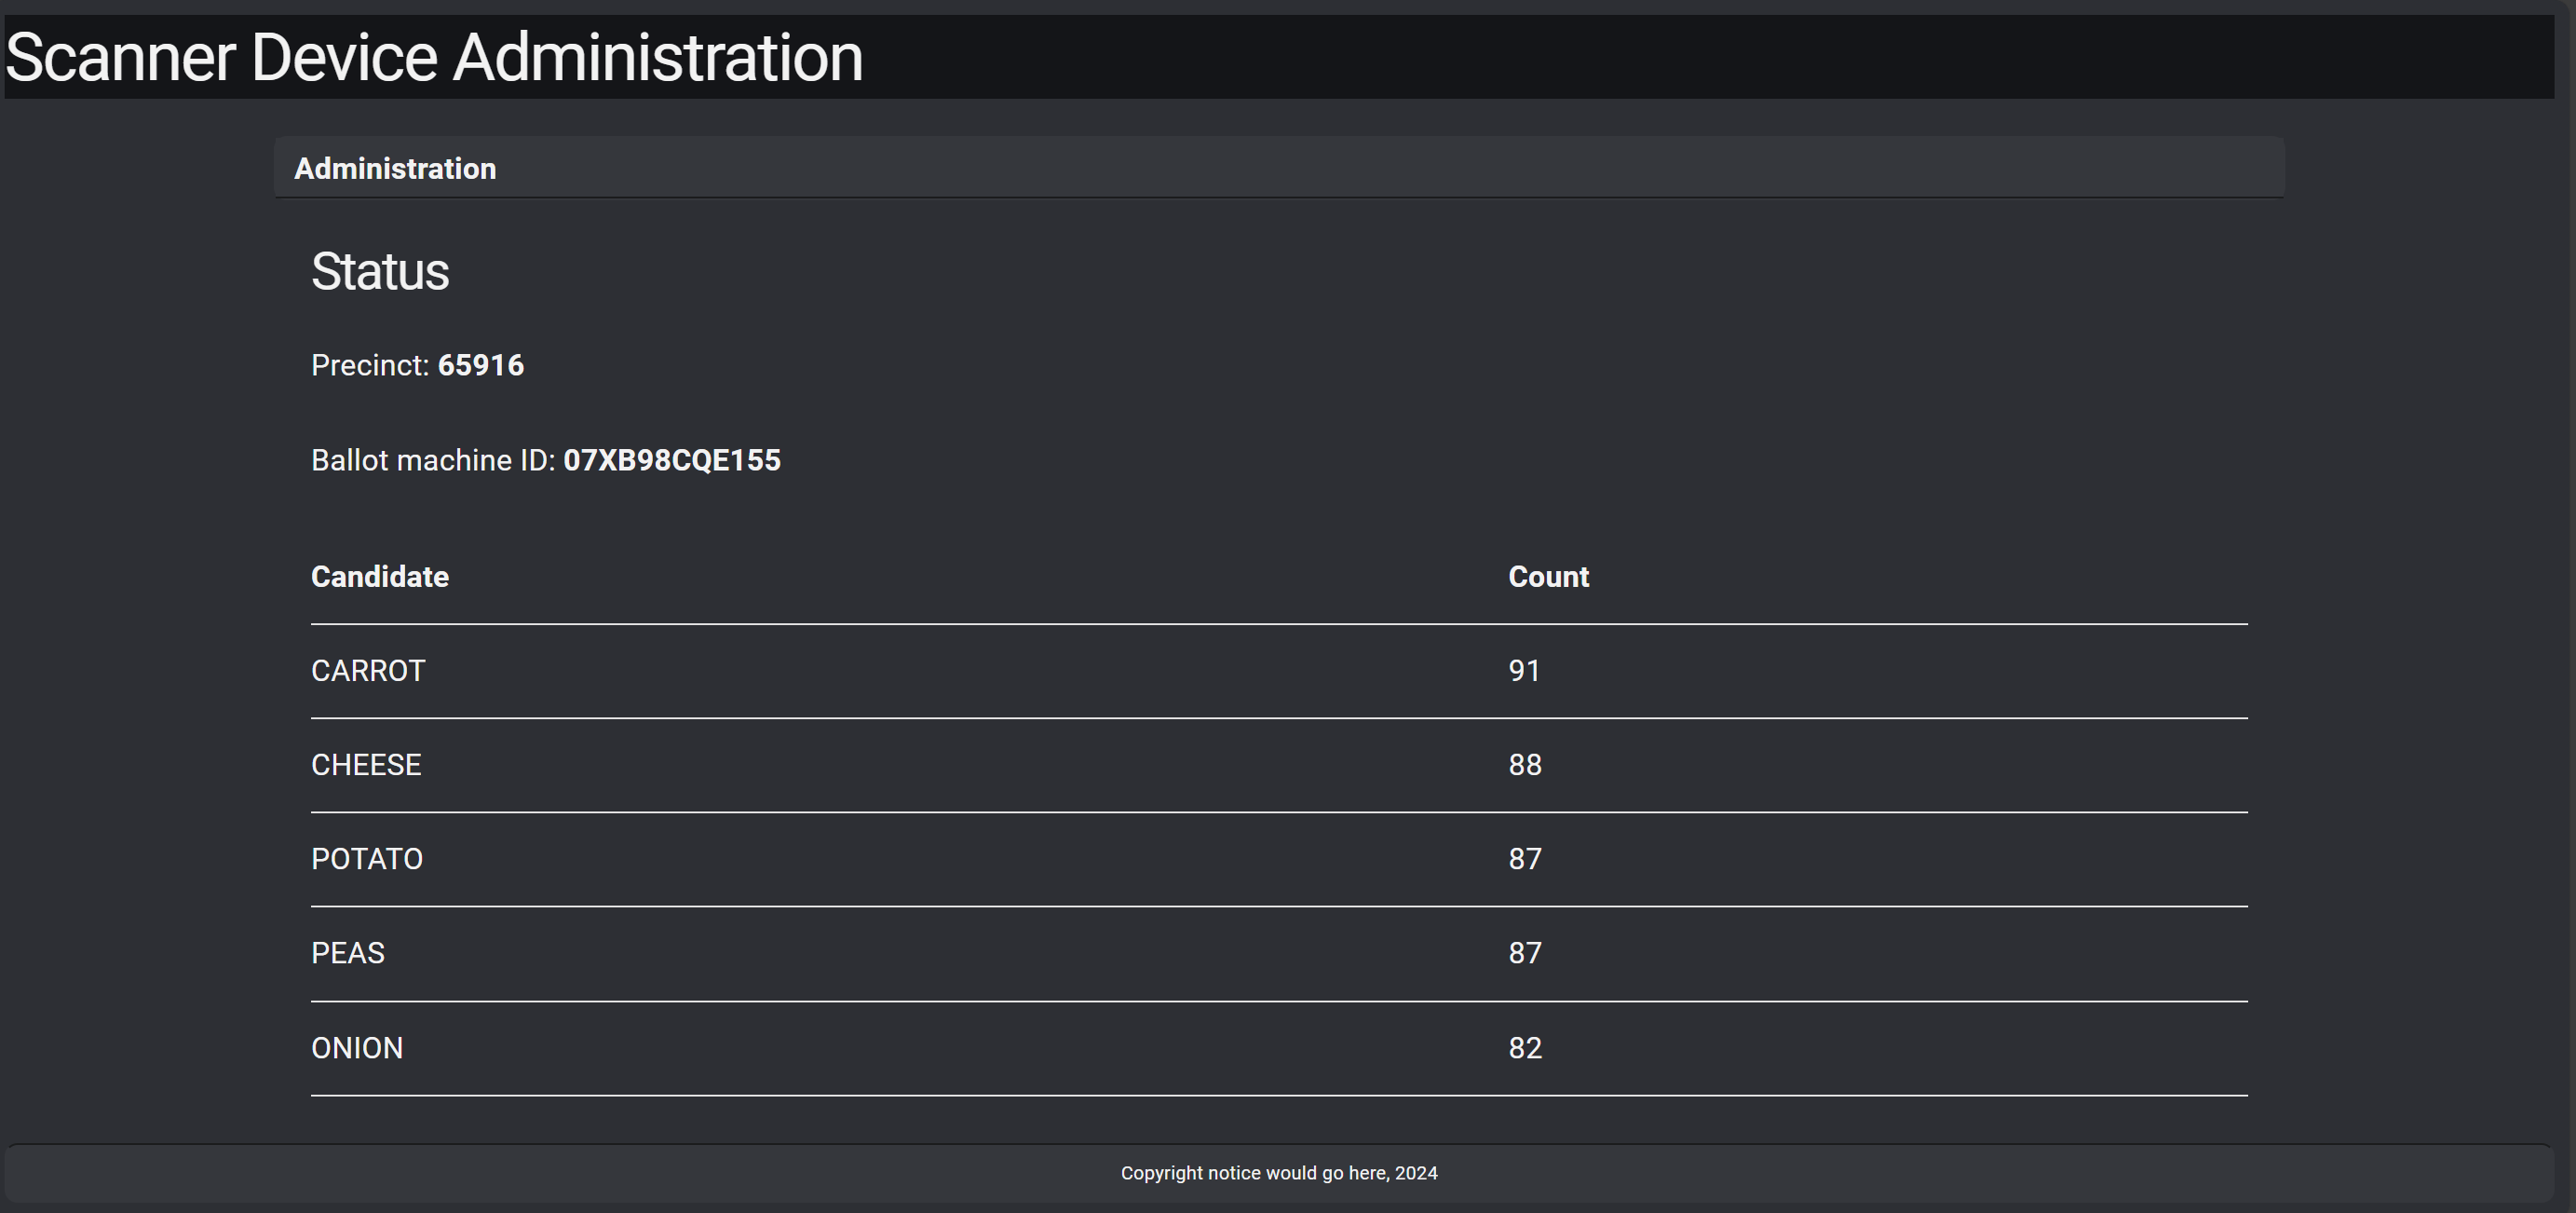 Scanner Device Administration
Administration
Status
Precinct: 65916
Ballot machine ID: 07XB98CQE155
Candidate Count
CARROT 91
CHEESE 88
POTATO 87
PEAS 87
ONION 82
Copyright notice would go here, 2024